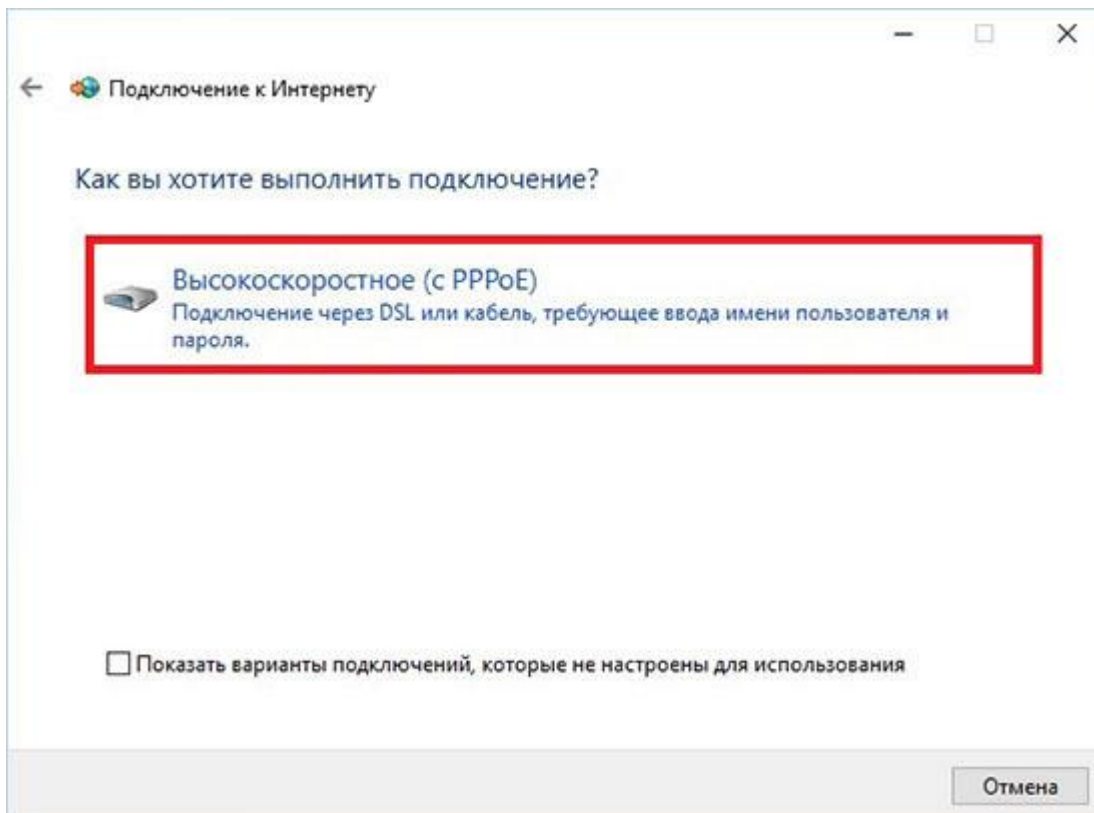 Подключение к Интернету
Как вы хотите выполнить подключение?
Высокоскоростное (с PPPoE)
Подключение через DSL или кабель, требующее ввода имени пользователя и
пароля.
Показать варианты подключений, которые не настроены для использования
Отмена